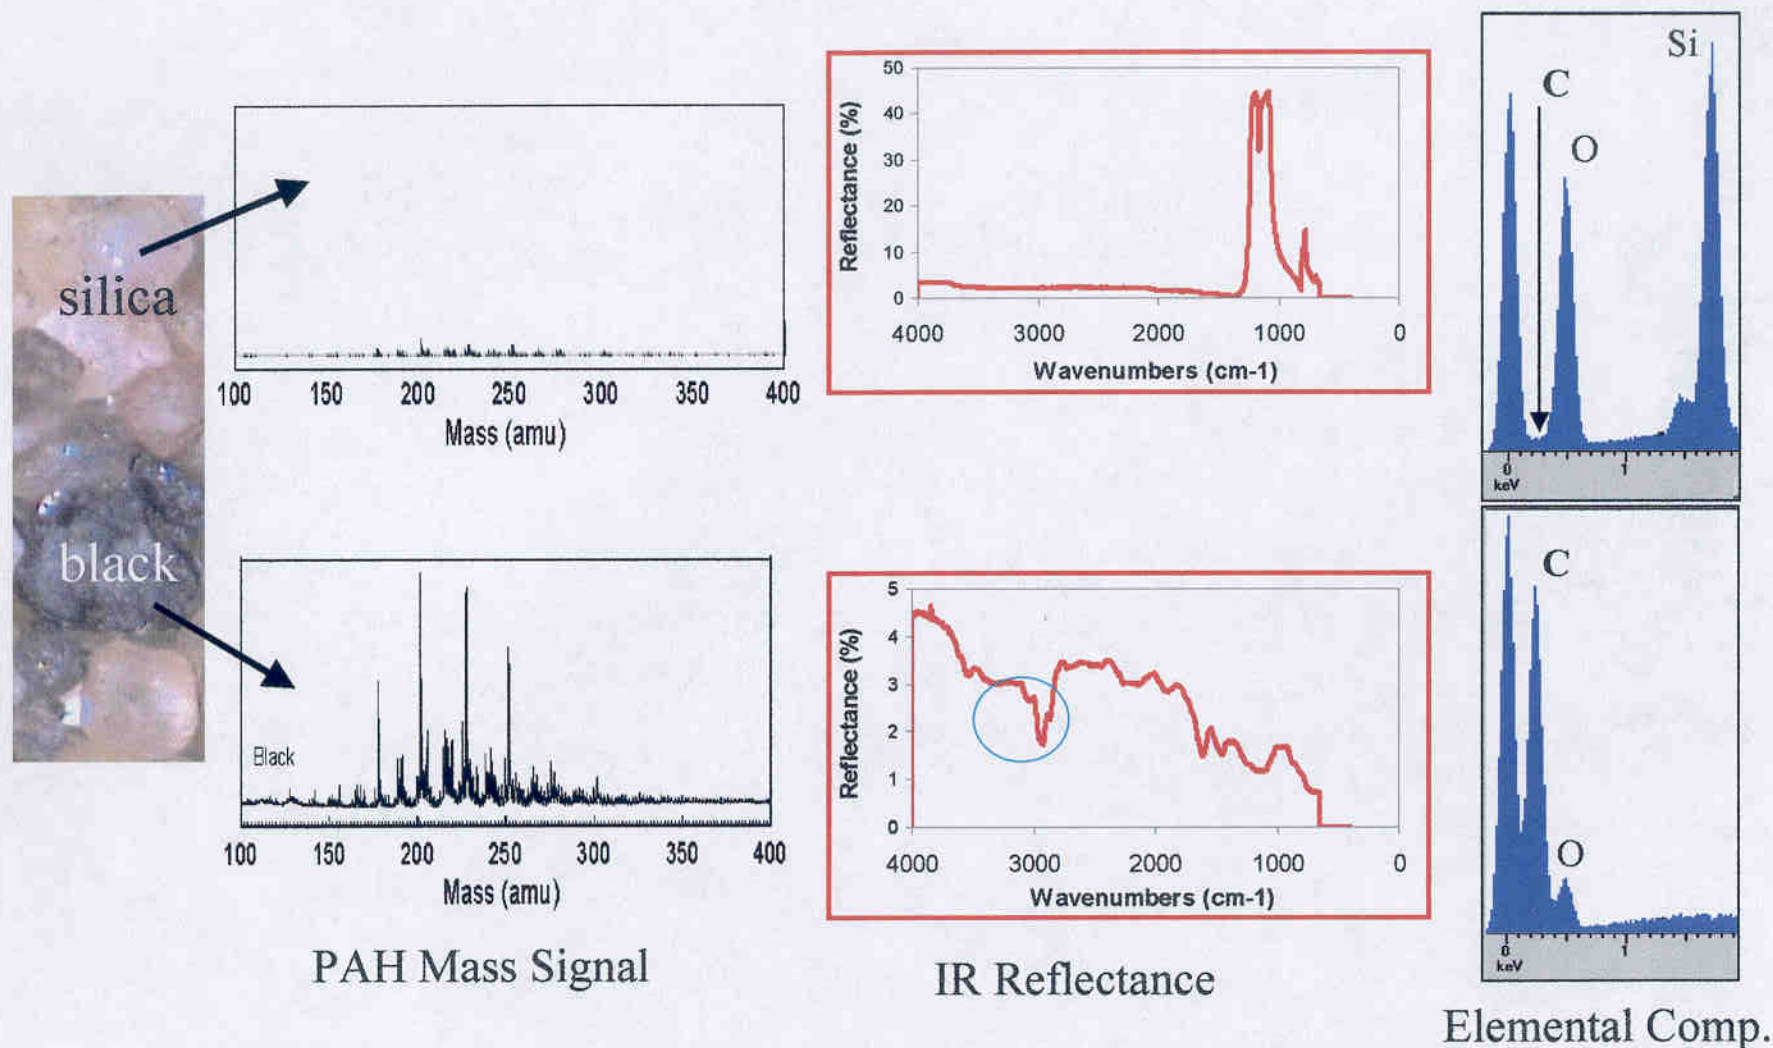 silica
black
100 150 200 250 300 350 400
Mass (amu)
Black
100 150 200 250 300 350 400
Mass (amu)
PAH Mass Signal
Reflectance (%)
50
40
30
20
10
0
4000 3000 2000 1000 0
Wavenumbers (cm-1)
Reflectance (%)
5
4
3
2
1
0
4000 3000 2000 1000 0
Wavenumbers (cm-1)
IR Reflectance
Si
C
O
0 1
keV
C
O
0 1
keV
Elemental Comp.